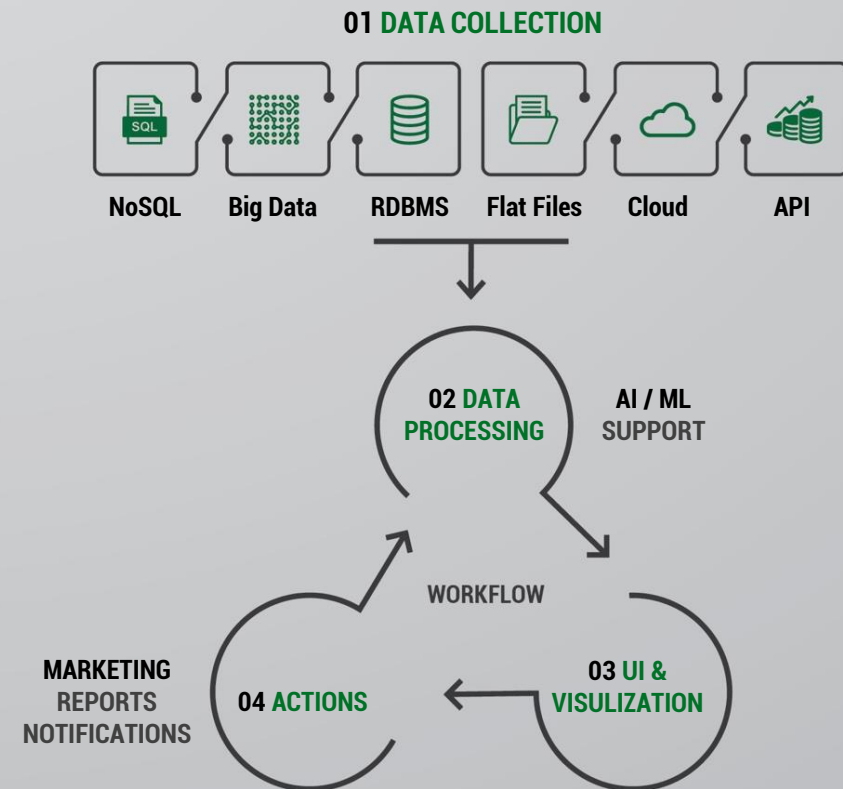 01 DATA COLLECTION
SQL
NoSQL
Big Data
RDBMS
Flat Files
Cloud
API
02 DATA
PROCESSING
AI / ML
SUPPORT
WORKFLOW
MARKETING
REPORTS
NOTIFICATIONS
04 ACTIONS
03 UI &
VISULIZATION